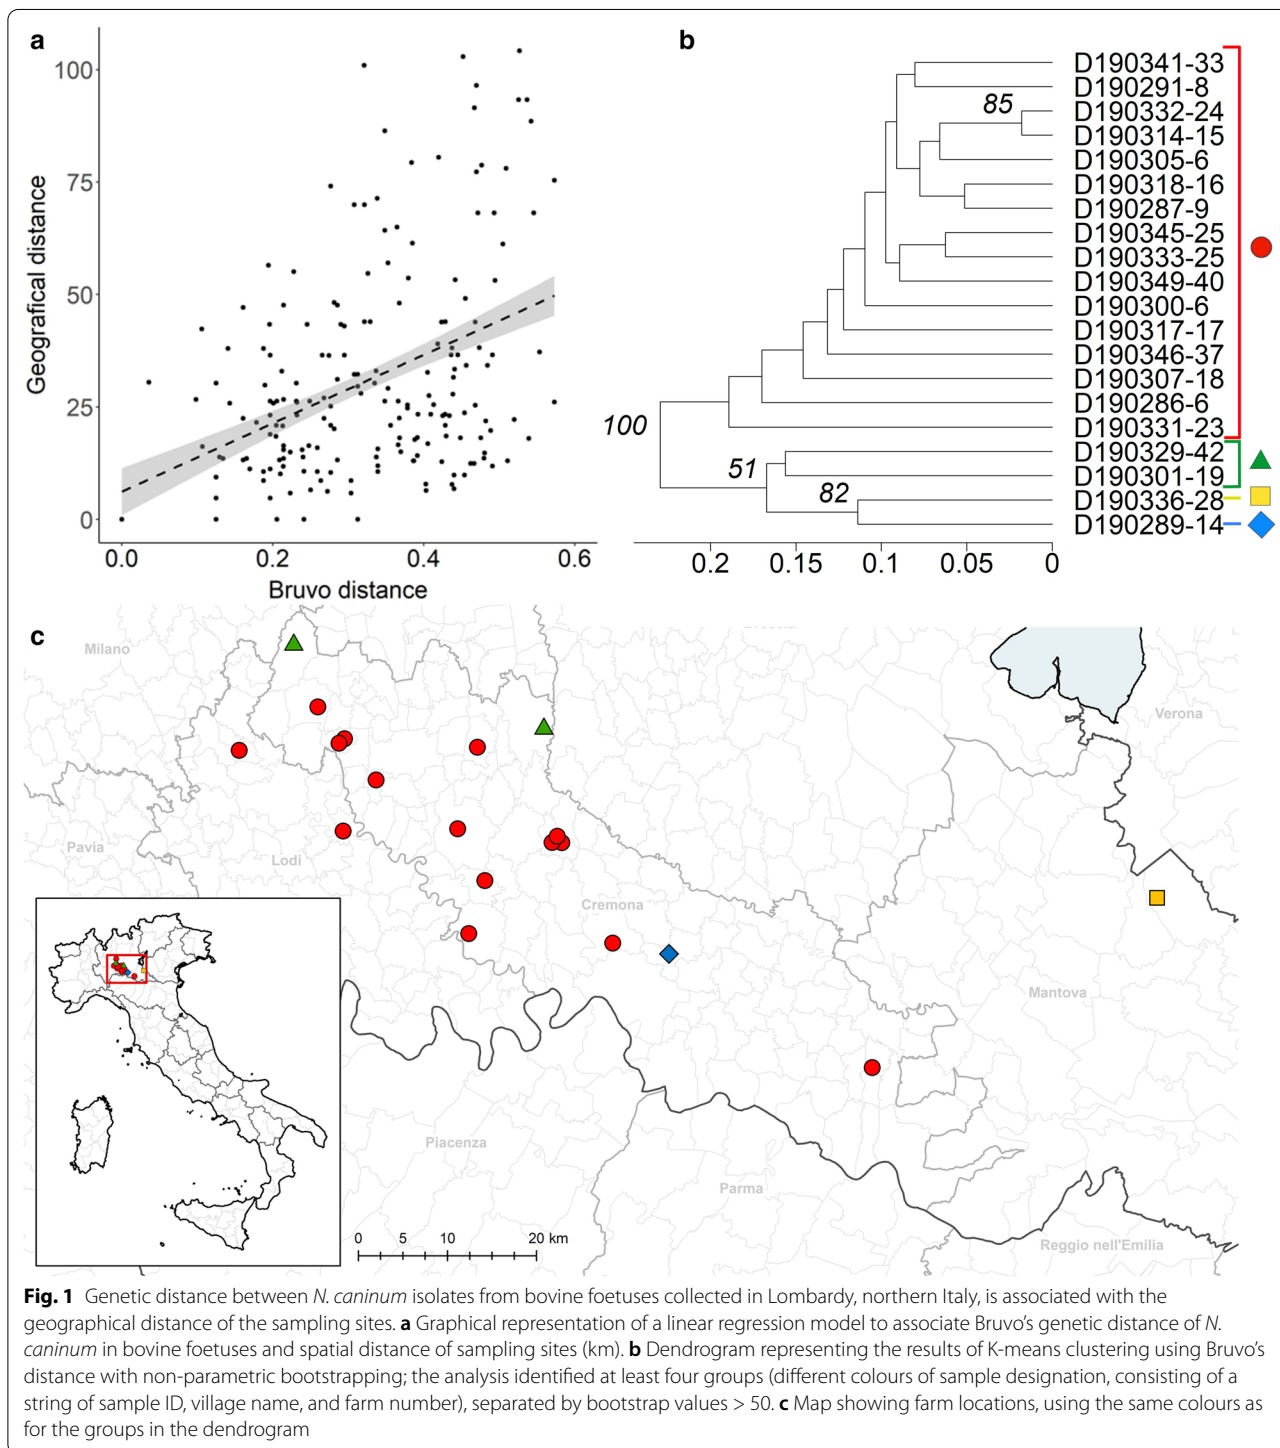 a
100
75
50
25
0
Geografical distance
0.0
0.2
0.4
0.6
Bruvo distance
b
D190341-33
D190291-8
85
D190332-24
D190314-15
D190305-6
D190318-16
D190287-9
D190345-25
D190333-25
D190349-40
D190300-6
D190317-17
D190346-37
D190307-18
D190286-6
100
D190331-23
D190329-42
51
D190301-19
82
D190336-28
D190289-14
0.2
0.15
0.1
0.05
0
c
Milano
Verona
Pavia
Lodi
Cremona
Mantova
Piacenza
Parma
Reggio nell'Emilia
0 5 10 20 km
Fig. 1 Genetic distance between N. caninum isolates from bovine foetuses collected in Lombardy, northern Italy, is associated with the
geographical distance of the sampling sites. a Graphical representation of a linear regression model to associate Bruvo's genetic distance of N.
caninum in bovine foetuses and spatial distance of sampling sites (km). b Dendrogram representing the results of K-means clustering using Bruvo's
distance with non-parametric bootstrapping; the analysis identified at least four groups (different colours of sample designation, consisting of a
string of sample ID, village name, and farm number), separated by bootstrap values > 50. c Map showing farm locations, using the same colours as
for the groups in the dendrogram